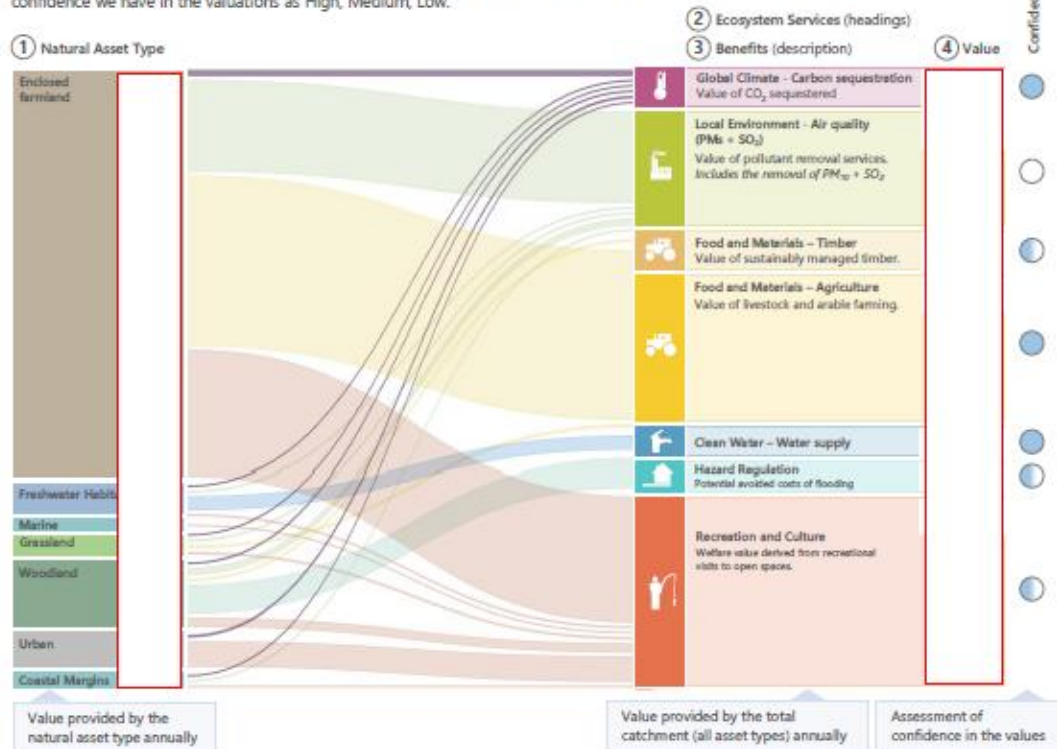 confidence we have in the valuations as High, Medium, Low.
2 Ecosystem Services (headings)
1 Natural Asset Type
3 Benefits (description)
4 Value
Enclosed
farmland
Global Climate - Carbon sequestration
Value of CO₂ sequestered
Local Environment - Air quality
(PMs + SO₂)
Value of pollutant removal services.
Includes the removal of PM₁₀ + SO₂
Food and Materials – Timber
Value of sustainably managed timber.
Food and Materials – Agriculture
Value of livestock and arable farming.
Clean Water – Water supply
Hazard Regulation
Potential avoided costs of flooding
Freshwater
Marine
Grassland
Woodland
Recreation and Culture
Welfare value derived from recreational
visits to open spaces.
Urban
Coastal Margins
Value provided by the
natural asset type annually
Value provided by the total
catchment (all asset types) annually
Assessment of
confidence in the values